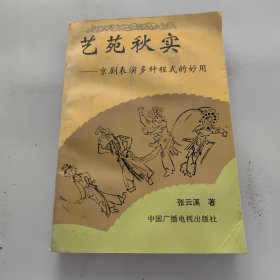 艺苑秋实
——京剧表演多种程式的妙用
张云溪 著
中国广播电视出版社